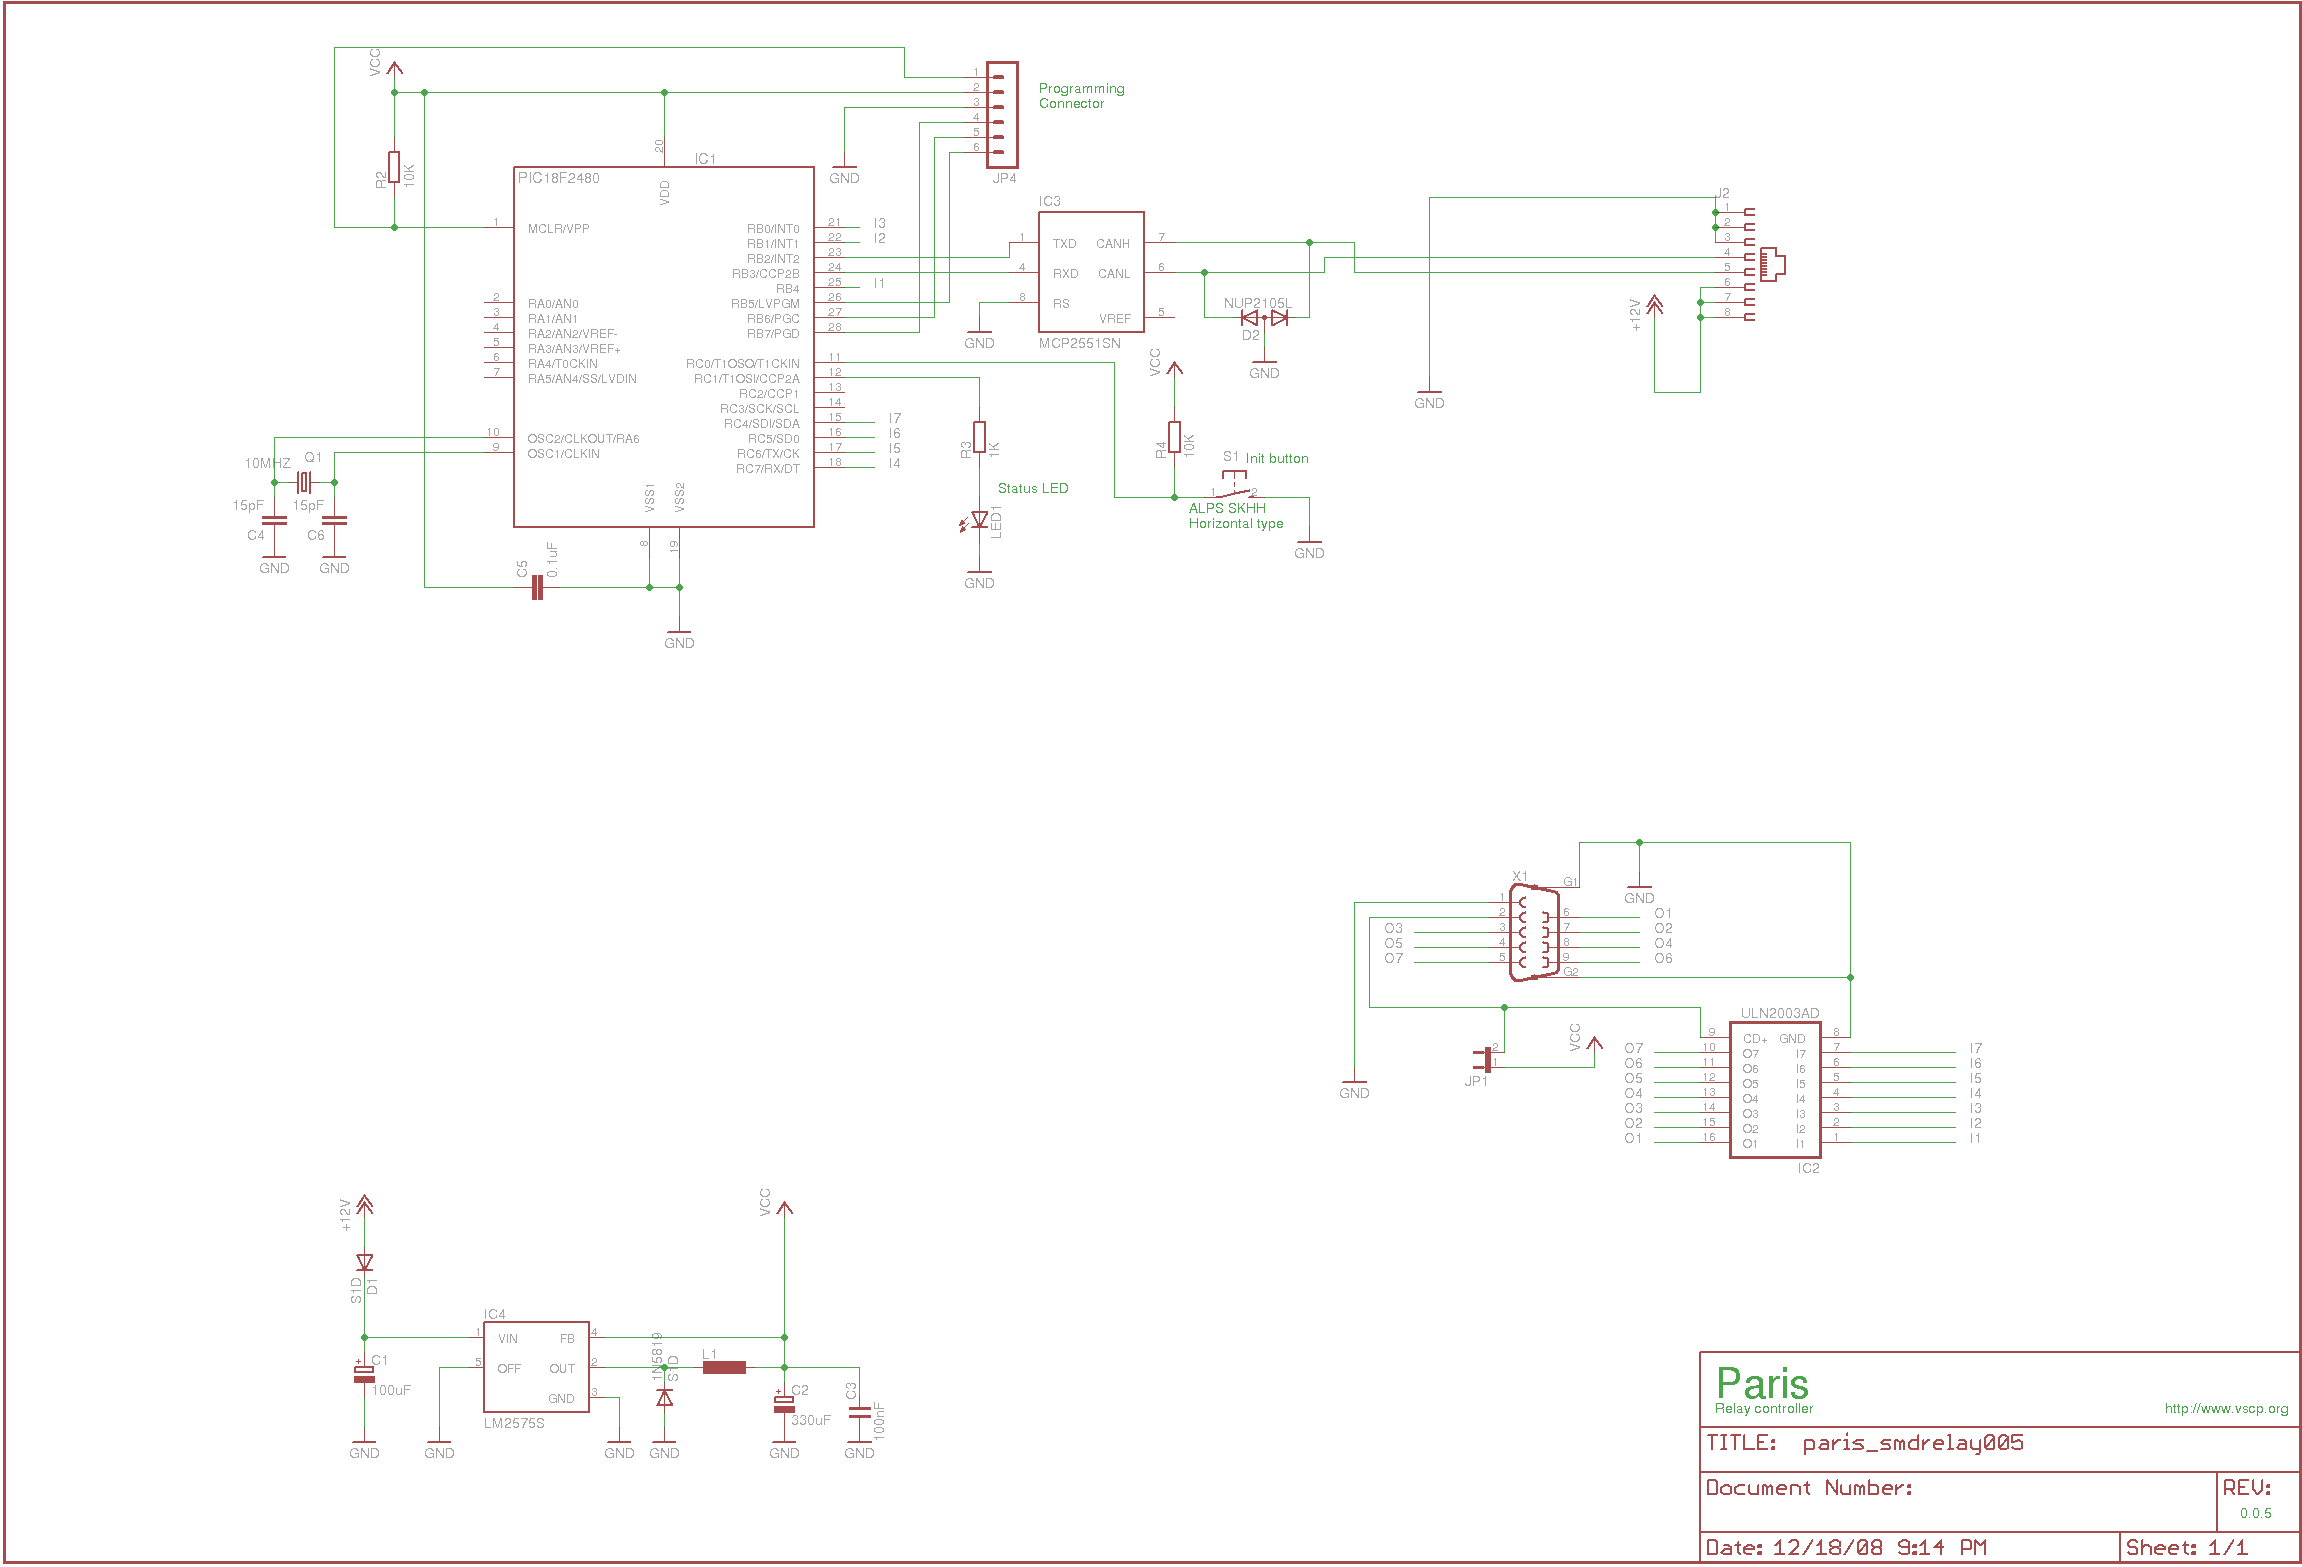 VCC
R2
10K
IC1
PIC18F2480
20
VDD
1
MCLR/VPP
2
RA0/AN0
3
RA1/AN1
4
RA2/AN2/VREF-
5
RA3/AN3/VREF+
6
RA4/T0CKIN
7
RA5/AN4/SS/LVDIN
10
OSC2/CLKOUT/RA6
9
OSC1/CLKIN
RB0/INT0
21
I3
RB1/INT1
22
I2
RB2/INT2
23
RB3/CCP2B
24
RB4
25
I1
RB5/LVPGM
26
RB6/PGC
27
RB7/PGD
28
RC0/T1OSO/T1CKIN
11
RC1/T1OSI/CCP2A
12
RC2/CCP1
13
RC3/SCK/SCL
14
RC4/SDI/SDA
15
I7
RC5/SD0
16
I6
RC6/TX/CK
17
I5
RC7/RX/DT
18
I4
VSS1
VSS2
8
19
10MHZ
Q1
15pF
15pF
C4
C6
GND
GND
C5
0.1uF
GND
1
2
3
4
5
6
JP4
Programming
Connector
GND
IC3
1
TXD
CANH
7
4
RXD
CANL
6
8
RS
VREF
5
MCP2551SN
GND
NUP2105L
D2
GND
J2
1
2
3
4
5
6
7
8
+12V
GND
R3
1K
Status LED
LED1
GND
VCC
R4
10K
S1
Init button
1
2
ALPS SKHH
Horizontal type
GND
X1
G1
GND
1
2
O3
3
O5
4
O7
5
6
O1
7
O2
8
O4
9
O6
G2
GND
VCC
2
1
JP1
ULN2003AD
9
CD+
GND
8
O7
10
O7
I7
7
I7
O6
11
O6
I6
6
I6
O5
12
O5
I5
5
I5
O4
13
O4
I4
4
I4
O3
14
O3
I3
3
I3
O2
15
O2
I2
2
I2
O1
16
O1
I1
1
I1
IC2
+12V
S1D
D1
IC4
1
VIN
FB
4
5
OFF
OUT
2
GND
3
LM2575S
C1
+
100uF
GND
GND
GND
1N5819
S1D
GND
L1
VCC
C2
+
330uF
GND
C3
100nF
GND
Paris
Relay controller
http://www.vscp.org
TITLE: paris_smdrelay005
Document Number:
REV:
0.0.5
Date: 12/18/08 9:14 PM
Sheet: 1/1